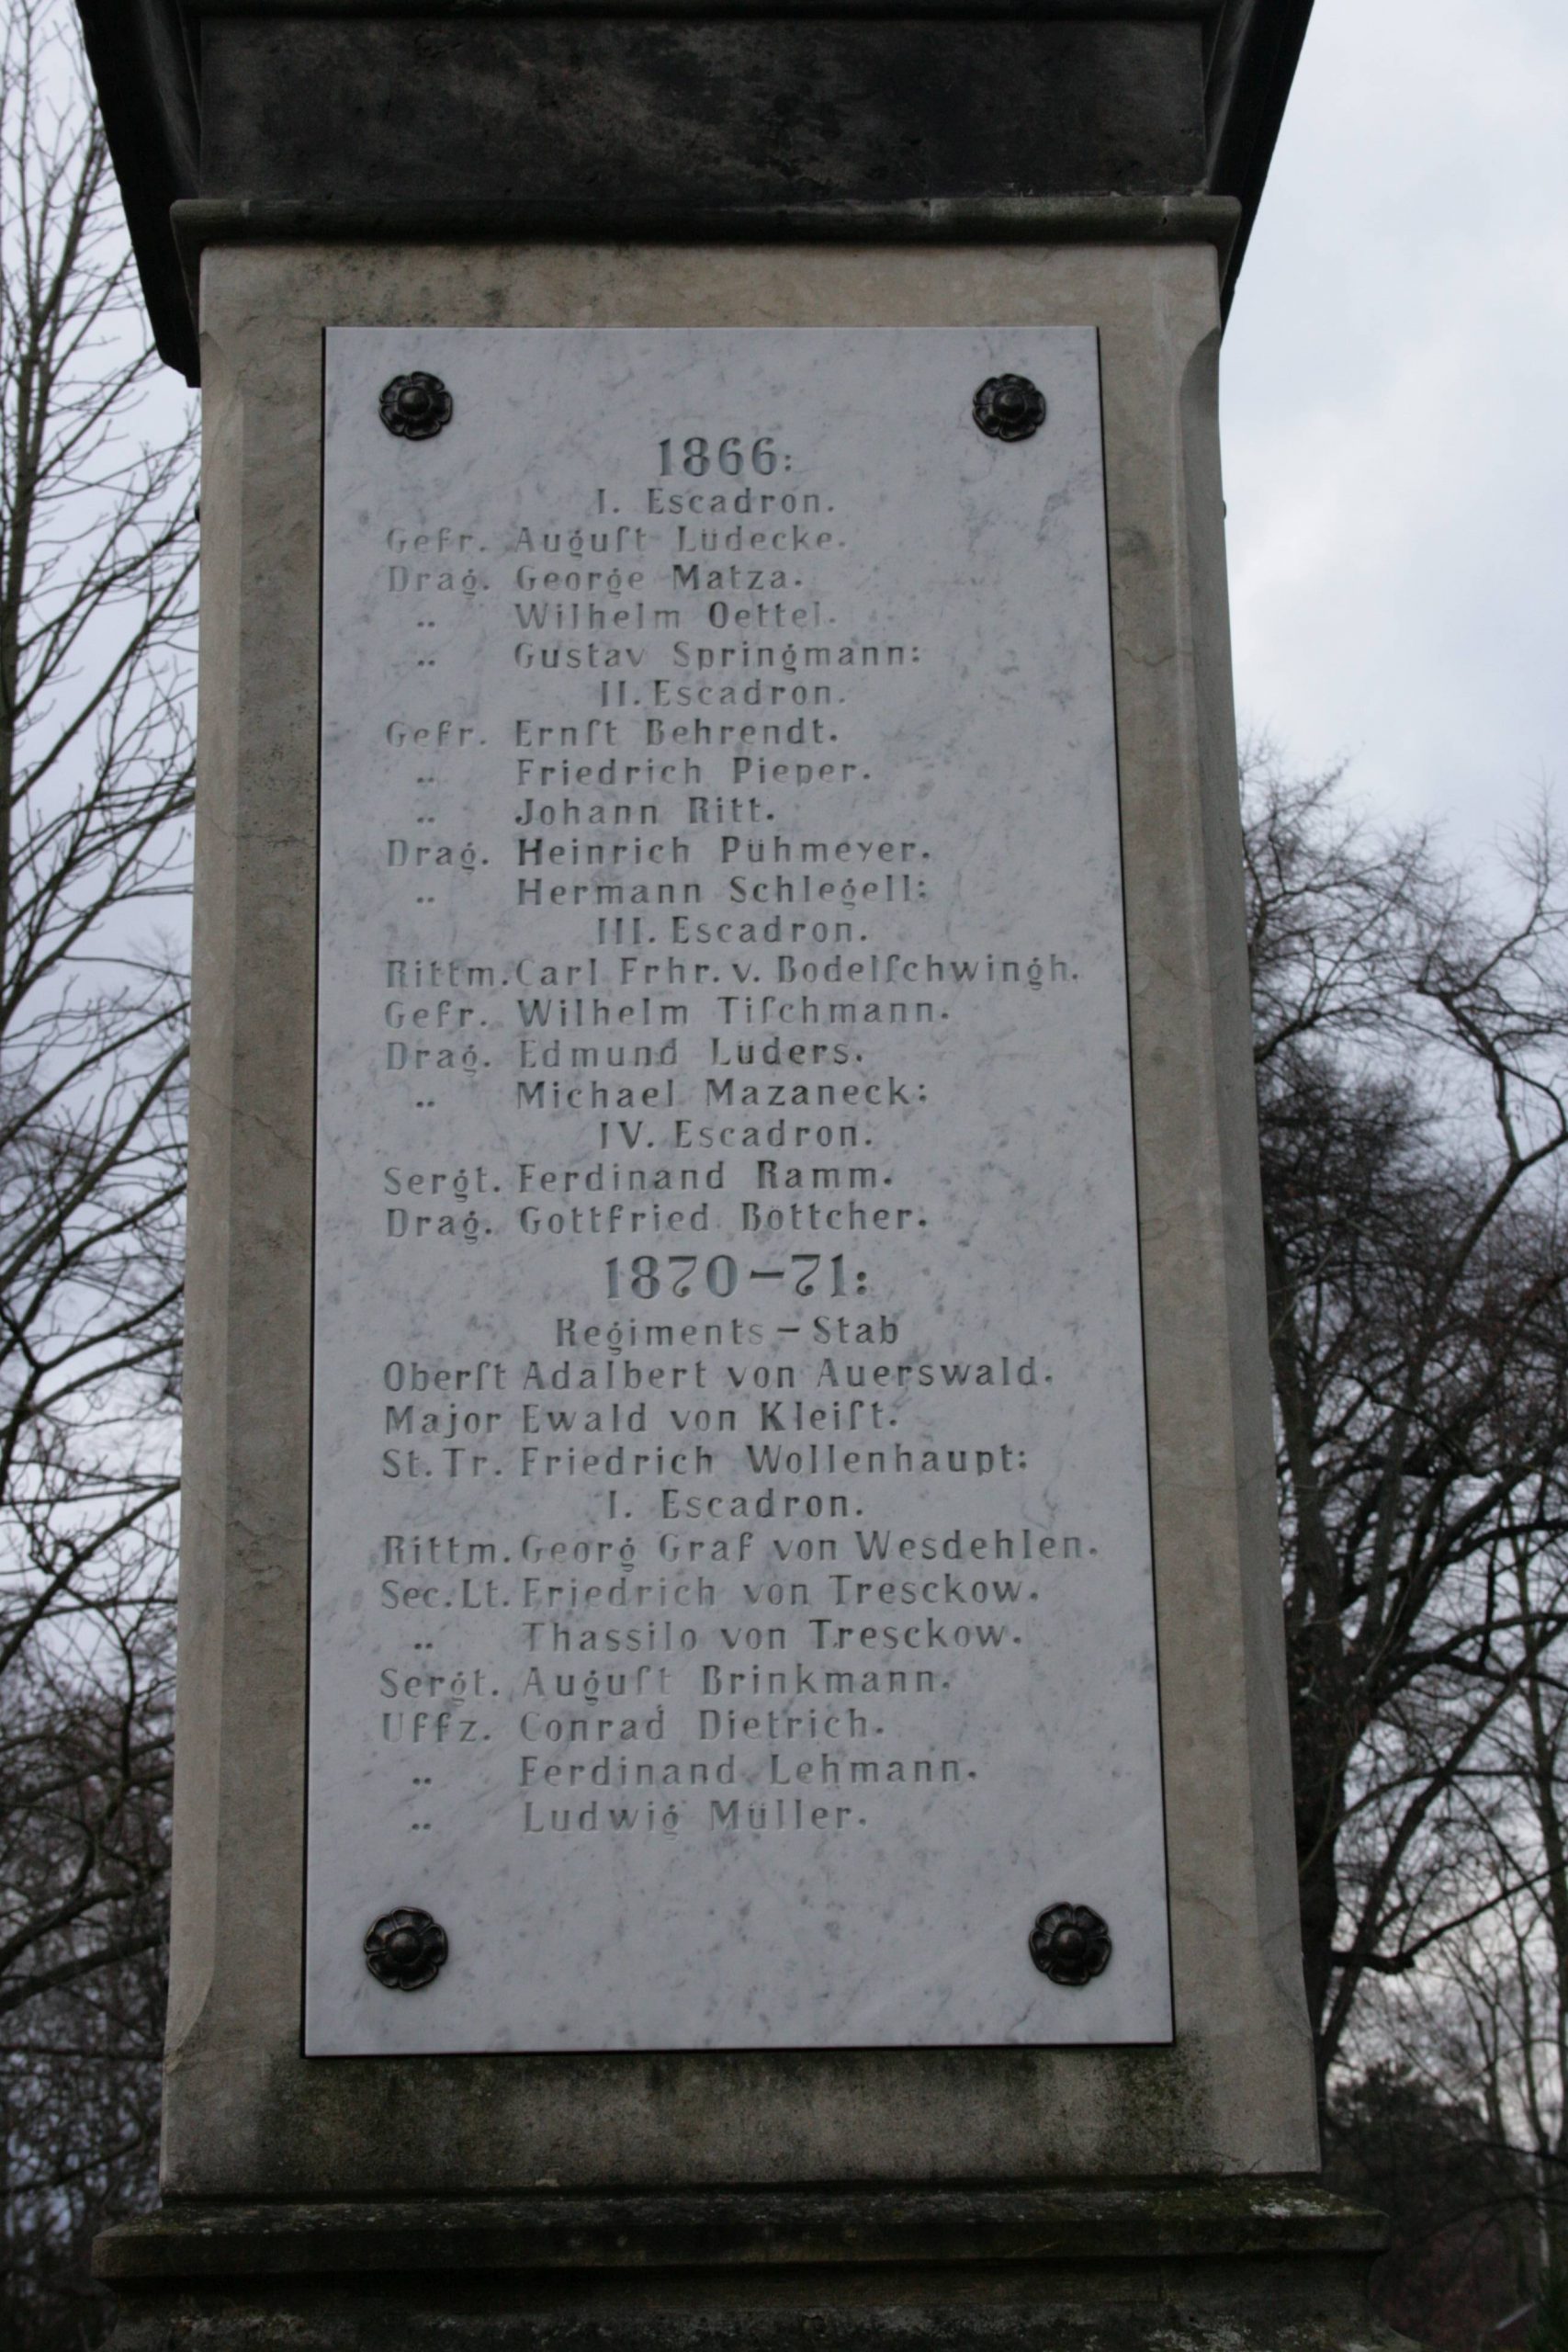 1866:
I. Escadron.
Gefr. Auguſt Lüdecke.
Drag. George Matza.
„ Wilhelm Oettel.
„ Gustav Springmann:
II. Escadron.
Gefr. Ernſt Behrendt.
„ Friedrich Pieper.
„ Johann Ritt.
Drag. Heinrich Pühmeyer.
„ Hermann Schlegell:
III. Escadron.
Rittm. Carl Frhr. v. Bodelſchwingh.
Gefr. Wilhelm Tiſchmann.
Drag. Edmund Lüders.
„ Michael Mazaneck:
IV. Escadron.
Sergt. Ferdinand Ramm.
Drag. Gottfried Böttcher.
1870–71:
Regiments–Stab
Oberſt Adalbert von Auerswald.
Major Ewald von Kleiſt.
St. Tr. Friedrich Wollenhaupt:
I. Escadron.
Rittm. Georg Graf von Wesdehlen.
Sec. Lt. Friedrich von Tresckow.
„ Thassilo von Tresckow.
Sergt. Auguſt Brinkmann.
Uffz. Conrad Dietrich.
„ Ferdinand Lehmann.
„ Ludwig Müller.